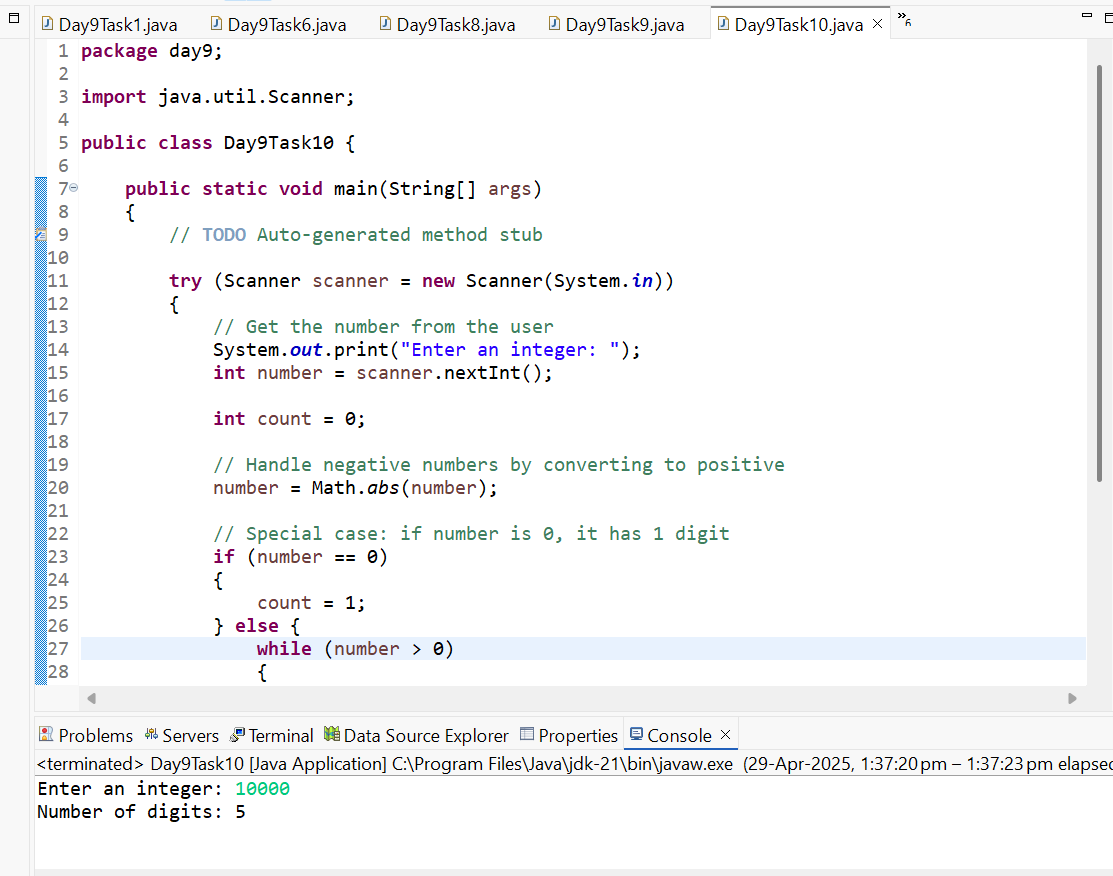 Day9Task1.java Day9Task6.java Day9Task8.java Day9Task9.java Day9Task10.java × »6
1 package day9;
2
3 import java.util.Scanner;
4
5 public class Day9Task10 {
6
7 public static void main(String[] args)
8 {
9 // TODO Auto-generated method stub
10
11 try (Scanner scanner = new Scanner(System.in))
12 {
13 // Get the number from the user
14 System.out.print("Enter an integer: ");
15 int number = scanner.nextInt();
16
17 int count = 0;
18
19 // Handle negative numbers by converting to positive
20 number = Math.abs(number);
21
22 // Special case: if number is 0, it has 1 digit
23 if (number == 0)
24 {
25 count = 1;
26 } else {
27 while (number > 0)
28 {
Problems Servers Terminal Data Source Explorer Properties Console ×
<terminated> Day9Task10 [Java Application] C:\Program Files\Java\jdk-21\bin\javaw.exe (29-Apr-2025, 1:37:20 pm – 1:37:23 pm elapsed
Enter an integer: 10000
Number of digits: 5